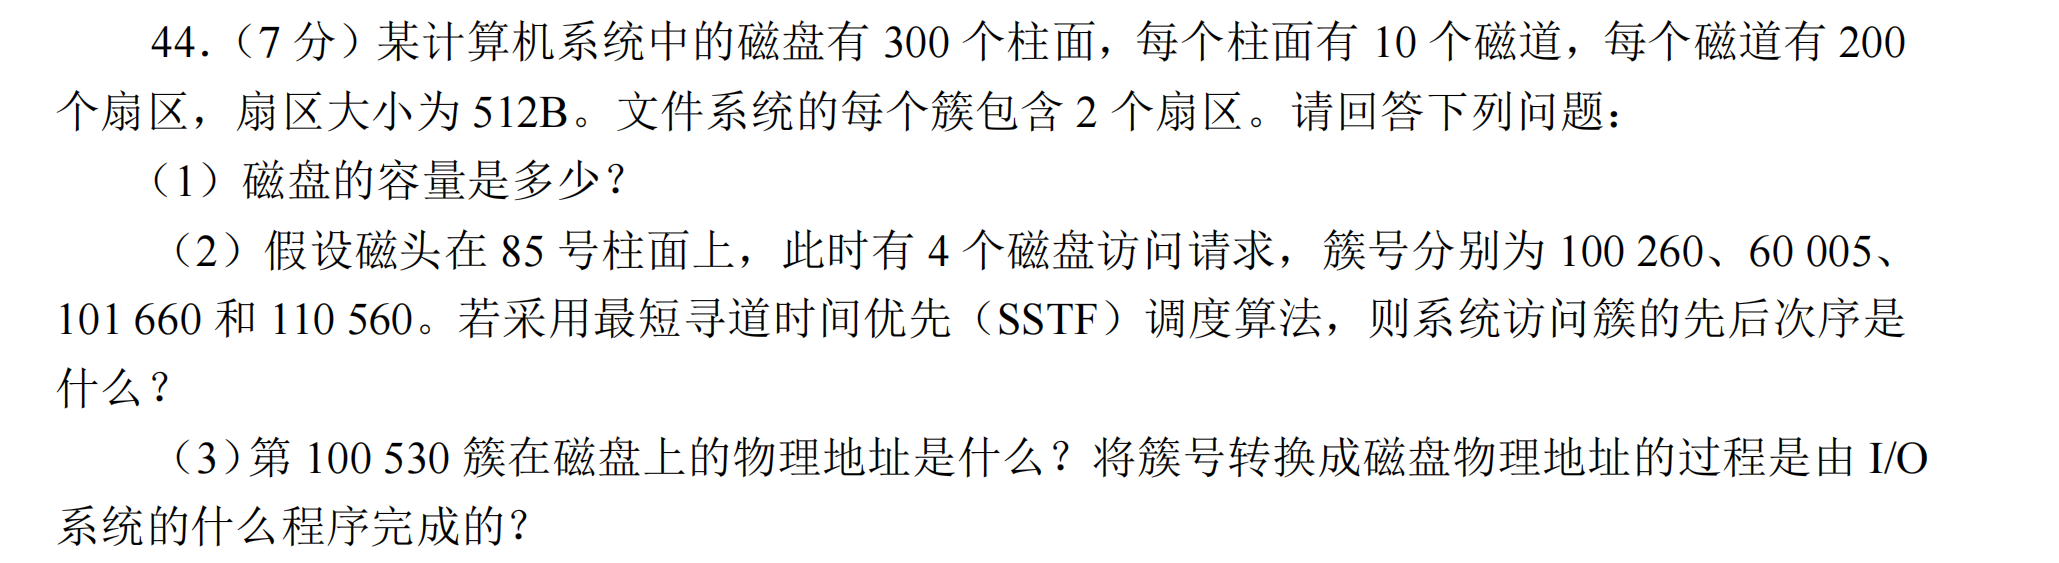 44.（7 分）某计算机系统中的磁盘有 300 个柱面，每个柱面有 10 个磁道，每个磁道有 200
个扇区，扇区大小为 512B。文件系统的每个簇包含 2 个扇区。请回答下列问题：
（1）磁盘的容量是多少？
（2）假设磁头在 85 号柱面上，此时有 4 个磁盘访问请求，簇号分别为 100 260、60 005、
101 660 和 110 560。若采用最短寻道时间优先（SSTF）调度算法，则系统访问簇的先后次序是
什么？
（3）第 100 530 簇在磁盘上的物理地址是什么？将簇号转换成磁盘物理地址的过程是由 I/O
系统的什么程序完成的？